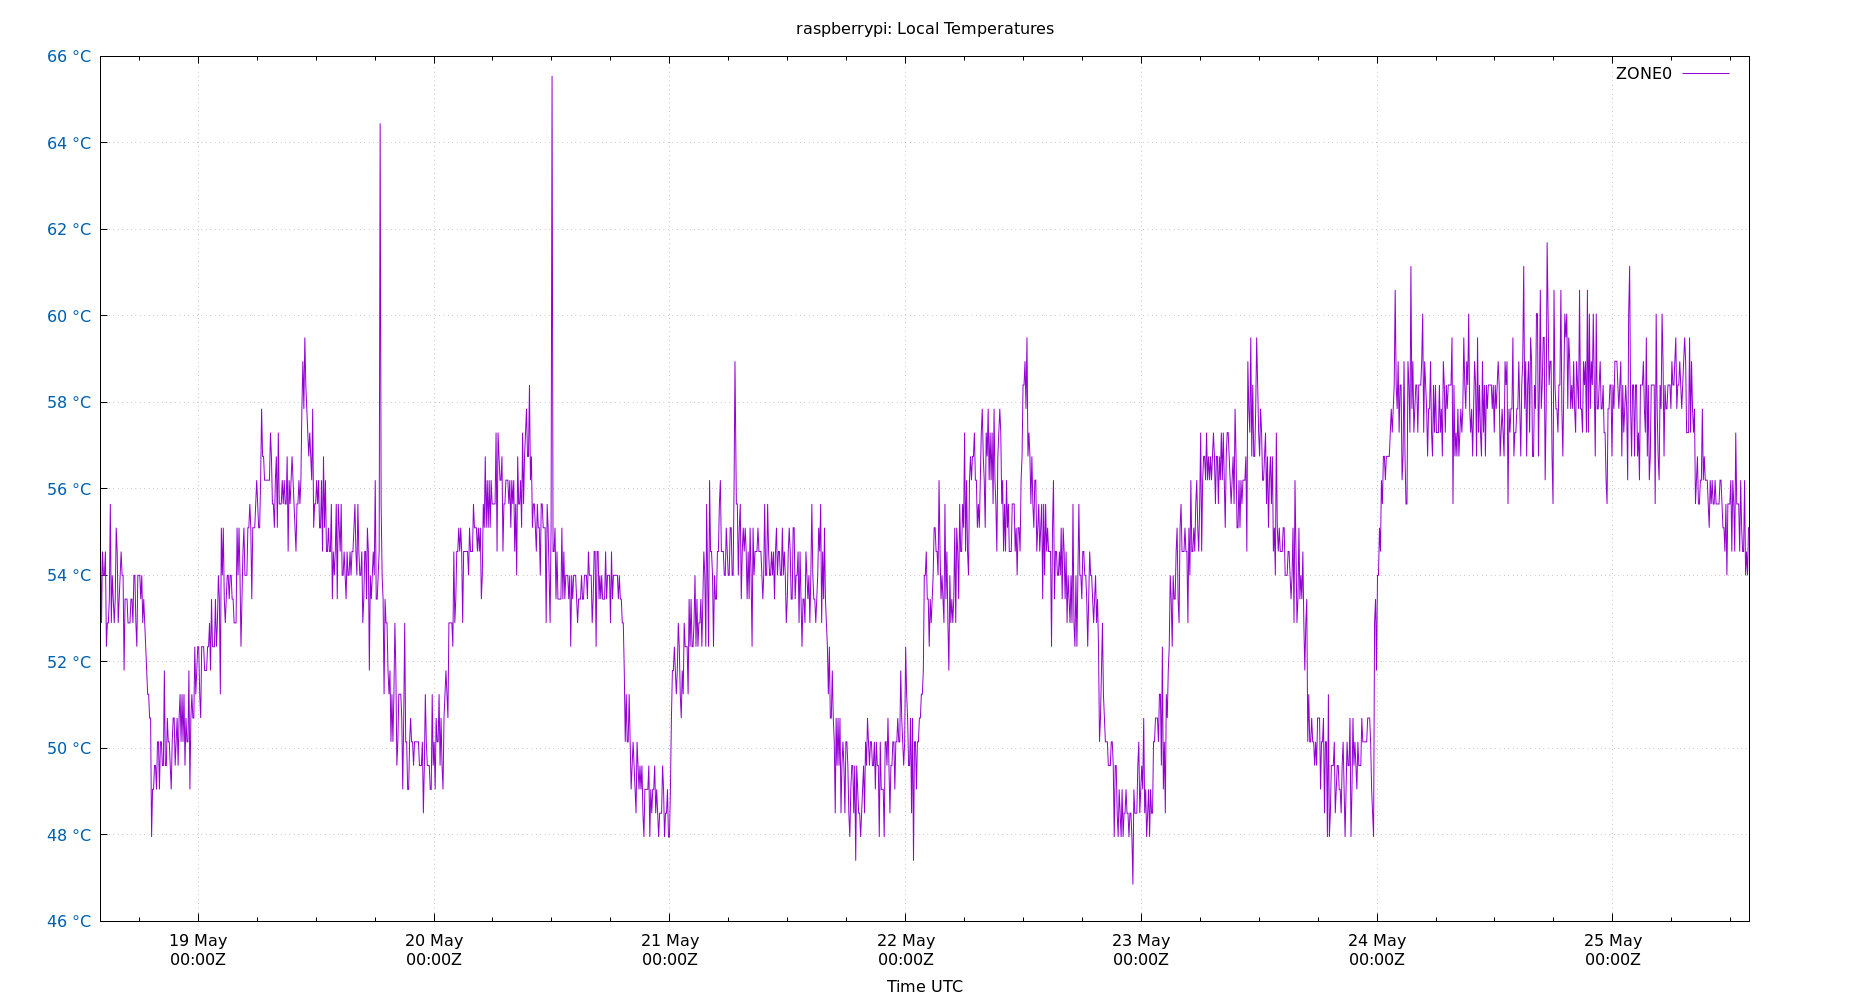 raspberrypi: Local Temperatures
ZONE0
66 °C
64 °C
62 °C
60 °C
58 °C
56 °C
54 °C
52 °C
50 °C
48 °C
46 °C
19 May 20 May 21 May 22 May 23 May 24 May 25 May
00:00Z 00:00Z 00:00Z 00:00Z 00:00Z 00:00Z 00:00Z
Time UTC